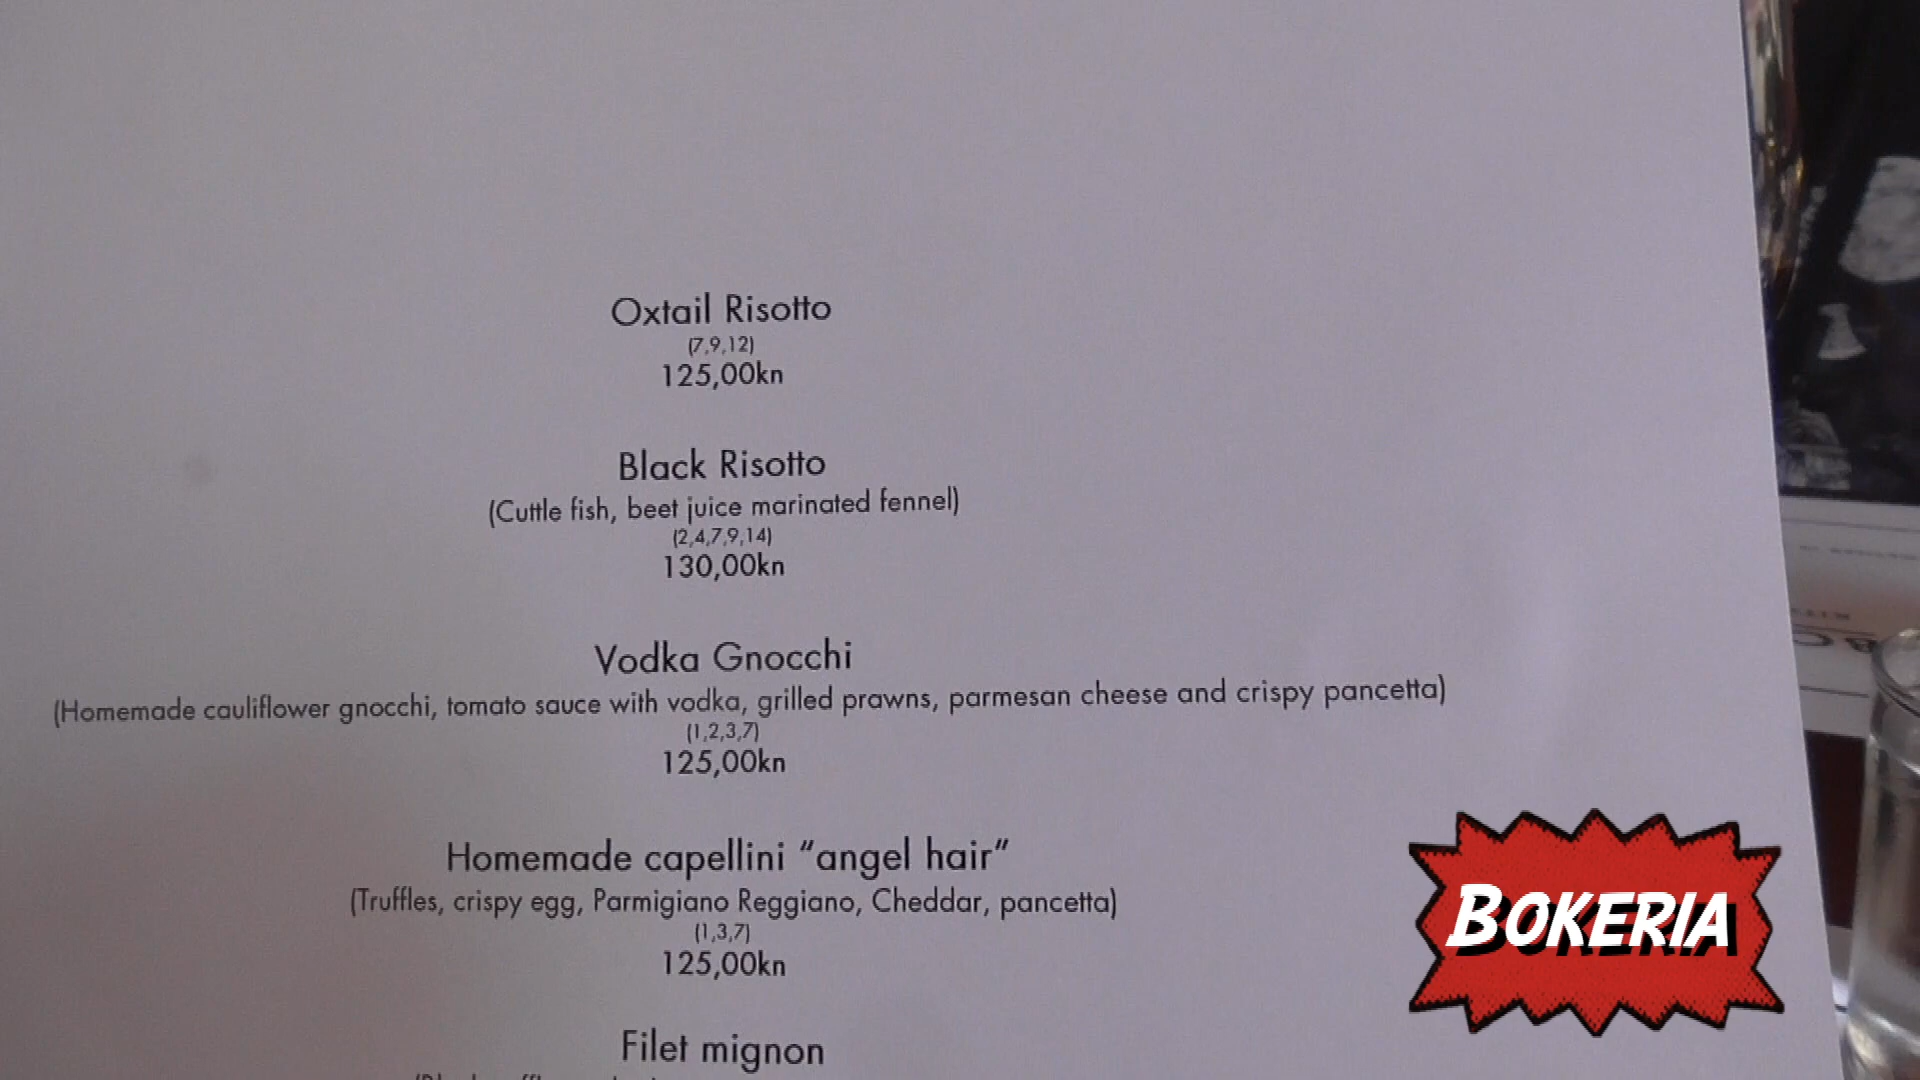 Oxtail Risotto
(7,9,12)
125,00kn
Black Risotto
(Cuttle fish, beet juice marinated fennel)
(2,4,7,9,14)
130,00kn
Vodka Gnocchi
(Homemade cauliflower gnocchi, tomato sauce with vodka, grilled prawns, parmesan cheese and crispy pancetta)
(1,2,3,7)
125,00kn
Homemade capellini “angel hair”
(Truffles, crispy egg, Parmigiano Reggiano, Cheddar, pancetta)
(1,3,7)
125,00kn
Filet mignon
BOKERIA